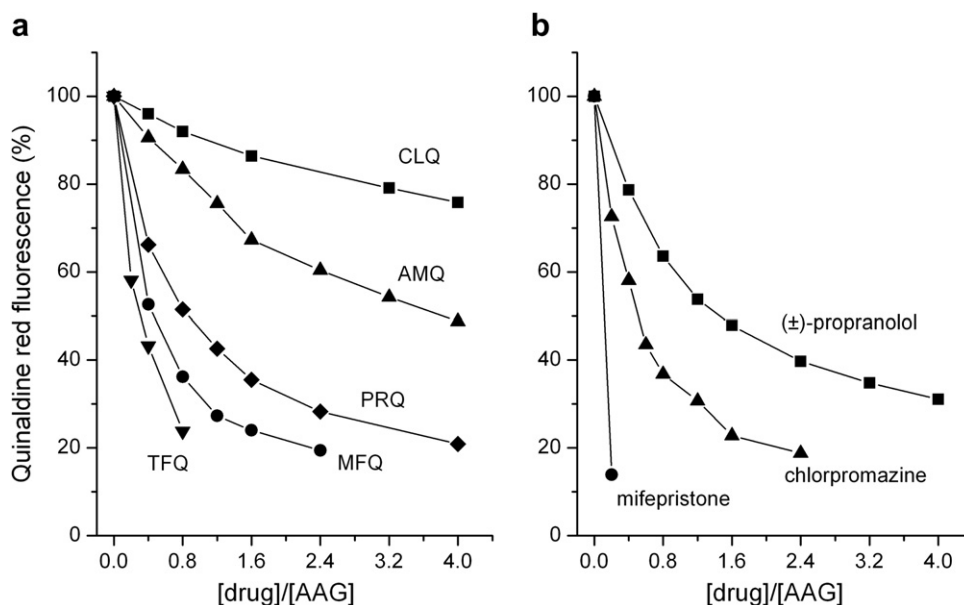 a
b
Quinaldine red fluorescence (%)
100
80
60
40
20
0
CLQ
AMQ
PRQ
TFQ
MFQ
0.0 0.8 1.6 2.4 3.2 4.0
[drug]/[AAG]
100
80
60
40
20
0
(±)-propranolol
chlorpromazine
mifepristone
0.0 0.8 1.6 2.4 3.2 4.0
[drug]/[AAG]